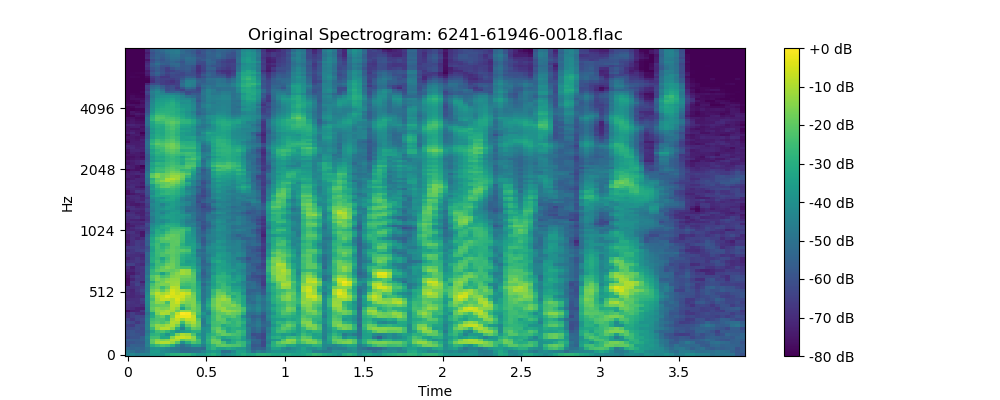 Original Spectrogram: 6241-61946-0018.flac
Hz
4096
2048
1024
512
0
0 0.5 1 1.5 2 2.5 3 3.5
Time
+0 dB
-10 dB
-20 dB
-30 dB
-40 dB
-50 dB
-60 dB
-70 dB
-80 dB